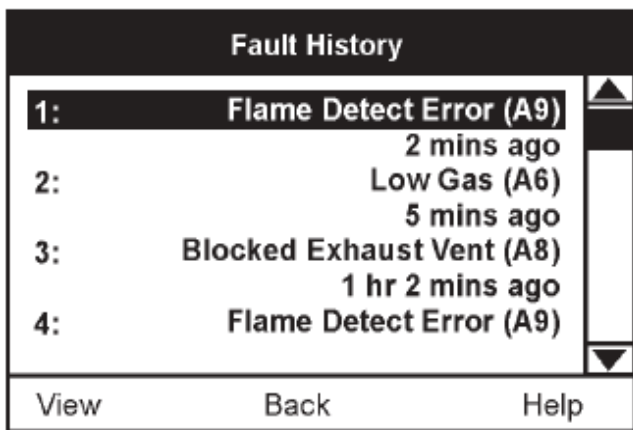 Fault History
1: Flame Detect Error (A9)
2 mins ago
2: Low Gas (A6)
5 mins ago
3: Blocked Exhaust Vent (A8)
1 hr 2 mins ago
4: Flame Detect Error (A9)
View Back Help